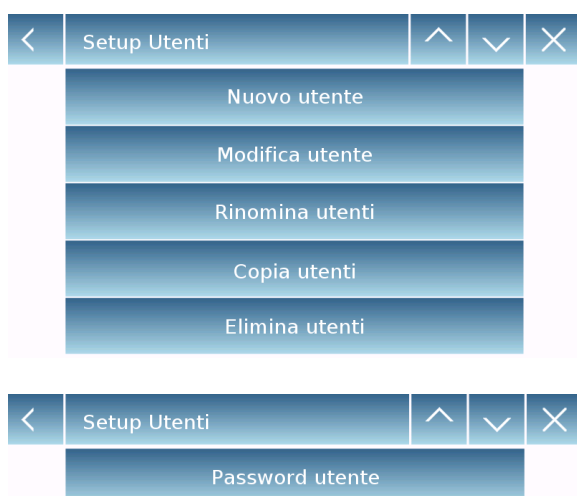 Setup Utenti
Nuovo utente
Modifica utente
Rinomina utenti
Copia utenti
Elimina utenti
Setup Utenti
Password utente